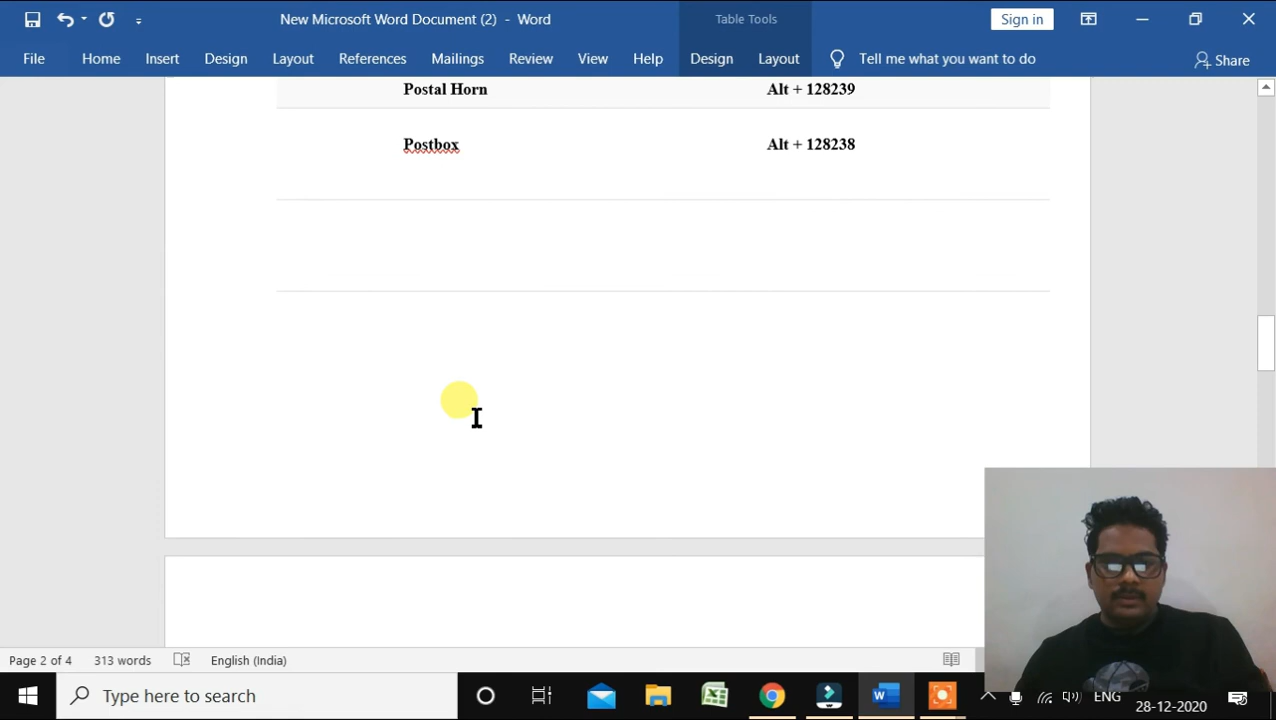 New Microsoft Word Document (2) - Word
Table Tools
Sign in
File Home Insert Design Layout References Mailings Review View Help Design Layout Tell me what you want to do Share
Postal Horn Alt + 128239
Postbox Alt + 128238
Page 2 of 4 313 words English (India)
Type here to search
ENG
28-12-2020